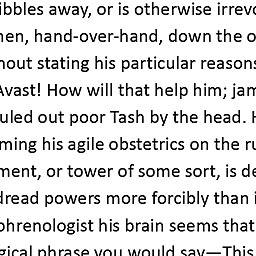 ibbles away, or is otherwise irrevo
nen, hand-over-hand, down the o
nout stating his particular reasons
Avast! How will that help him; jam
uled out poor Tash by the head. H
ming his agile obstetrics on the ru
ment, or tower of some sort, is de
dread powers more forcibly than i
phrenologist his brain seems that
gical phrase you would say—This